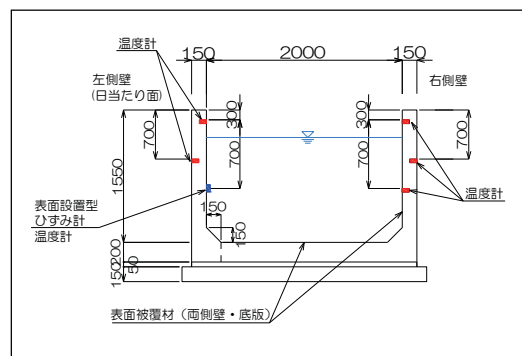 温度計
150
2000
150
左側壁
(日当たり面)
右側壁
300
300
700
700
700
700
1550
温度計
表面設置型
ひずみ計
温度計
150
150
200
50
150
表面被覆材（両側壁・底版）